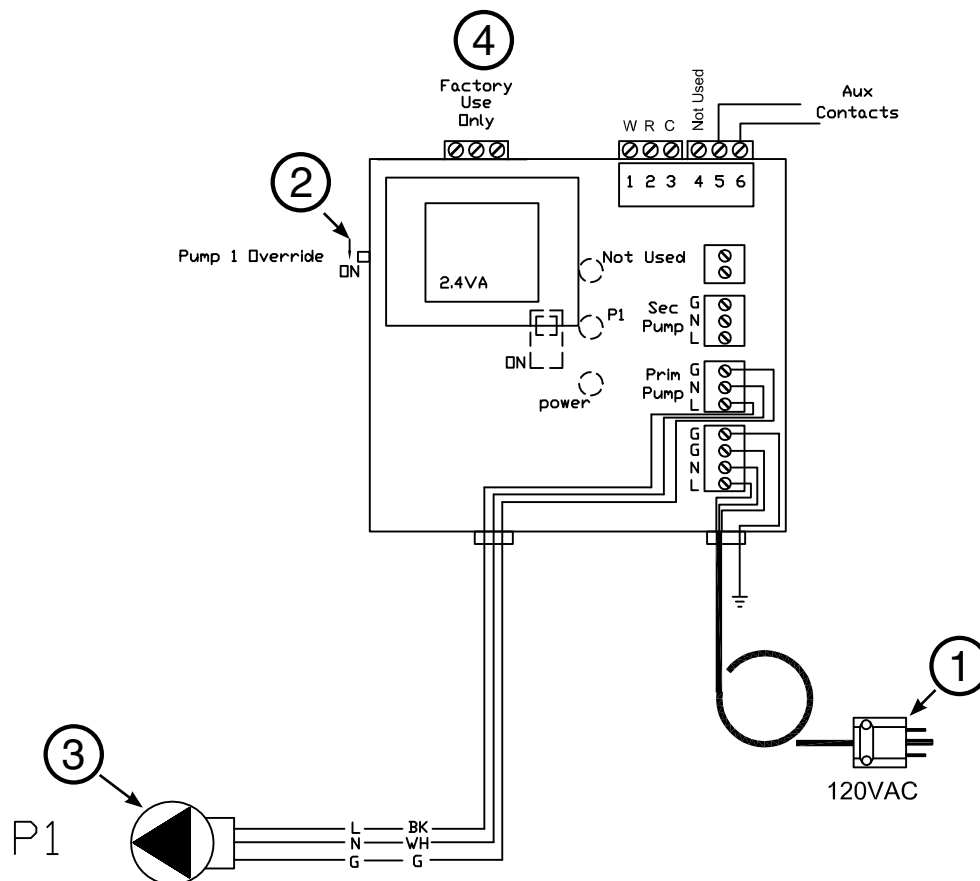 4
Factory
Use
Only
W R C
Not Used
Aux
Contacts
1 2 3 4 5 6
2
Pump 1 Override
ON
2.4VA
Not Used
P1
ON
power
G
Sec N
Pump L
G
Prim N
Pump L
G
G
N
L
1
120VAC
3
P1
L BK
N WH
G G